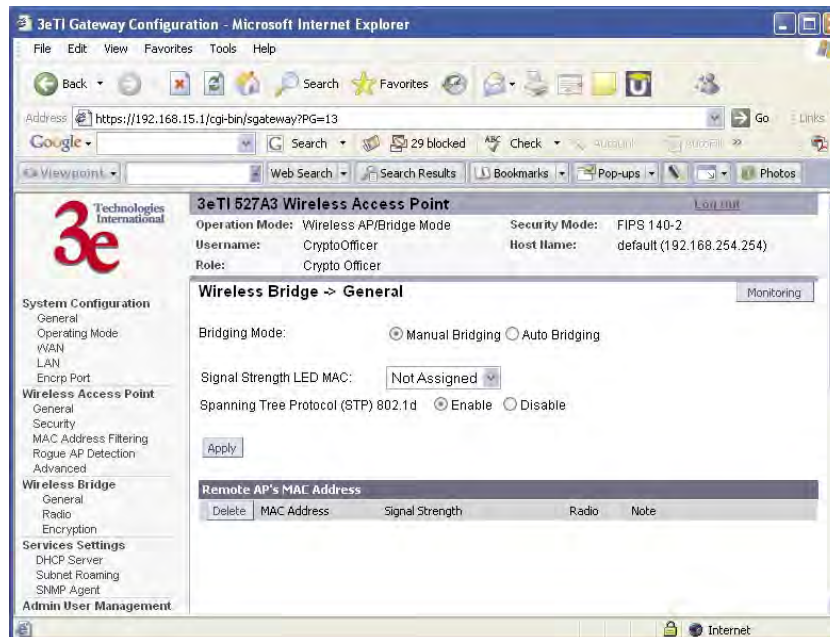 3eTI Gateway Configuration - Microsoft Internet Explorer
File Edit View Favorites Tools Help
Back Search Favorites
Address https://192.168.15.1/cgi-bin/sgateway?PG=13 Go Links
Google Search 29 blocked Check
Viewpoint Web Search Search Results Bookmarks Pop-ups Photos
3e Technologies International
3eTI 527A3 Wireless Access Point Log out
Operation Mode: Wireless AP/Bridge Mode Security Mode: FIPS 140-2
Username: CryptoOfficer Host Name: default (192.168.254.254)
Role: Crypto Officer
System Configuration
General
Operating Mode
WAN
LAN
Encrp Port
Wireless Access Point
General
Security
MAC Address Filtering
Rogue AP Detection
Advanced
Wireless Bridge
General
Radio
Encryption
Services Settings
DHCP Server
Subnet Roaming
SNMP Agent
Admin User Management
Wireless Bridge -> General Monitoring
Bridging Mode: Manual Bridging Auto Bridging
Signal Strength LED MAC: Not Assigned
Spanning Tree Protocol (STP) 802.1d Enable Disable
Apply
Remote AP's MAC Address
Delete MAC Address Signal Strength Radio Note
Internet